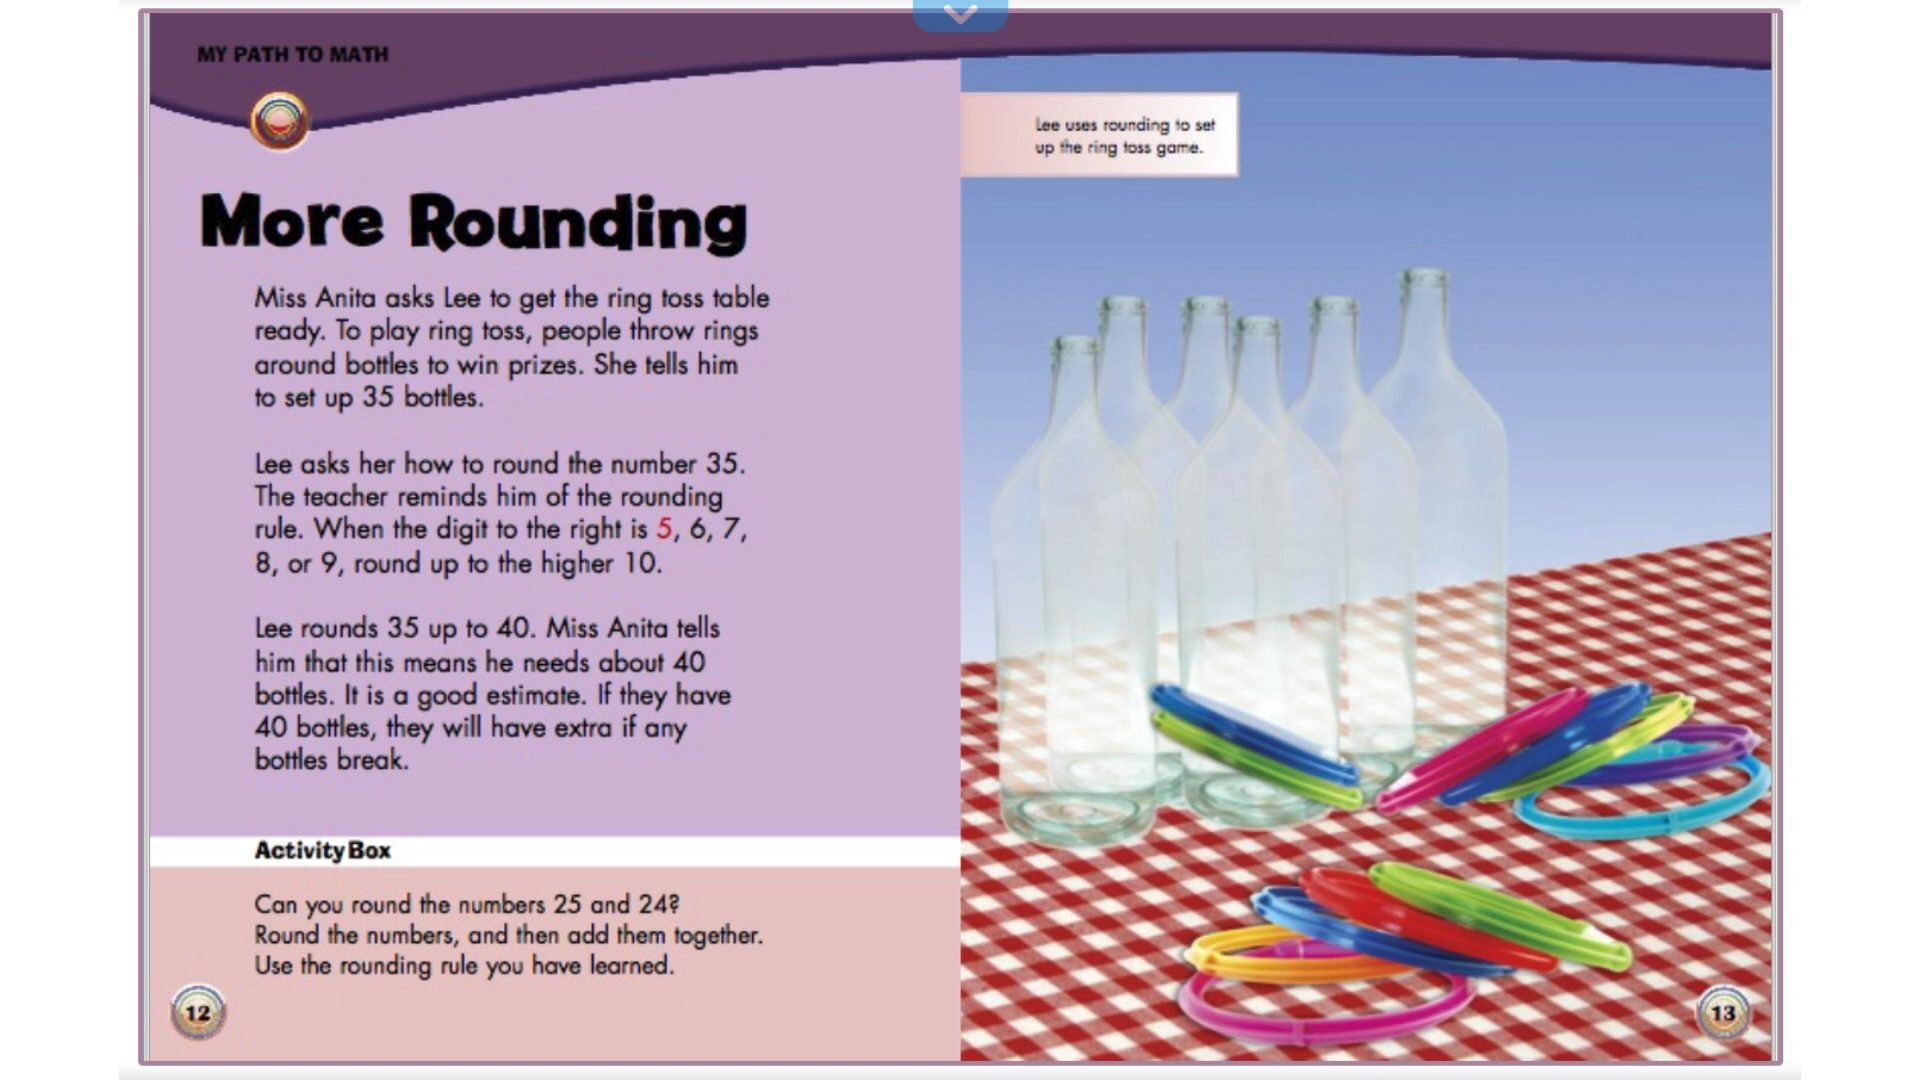 MY PATH TO MATH
More Rounding
Miss Anita asks Lee to get the ring toss table
ready. To play ring toss, people throw rings
around bottles to win prizes. She tells him
to set up 35 bottles.
Lee asks her how to round the number 35.
The teacher reminds him of the rounding
rule. When the digit to the right is 5, 6, 7,
8, or 9, round up to the higher 10.
Lee rounds 35 up to 40. Miss Anita tells
him that this means he needs about 40
bottles. It is a good estimate. If they have
40 bottles, they will have extra if any
bottles break.
Activity Box
Can you round the numbers 25 and 24?
Round the numbers, and then add them together.
Use the rounding rule you have learned.
12
Lee uses rounding to set
up the ring toss game.
13